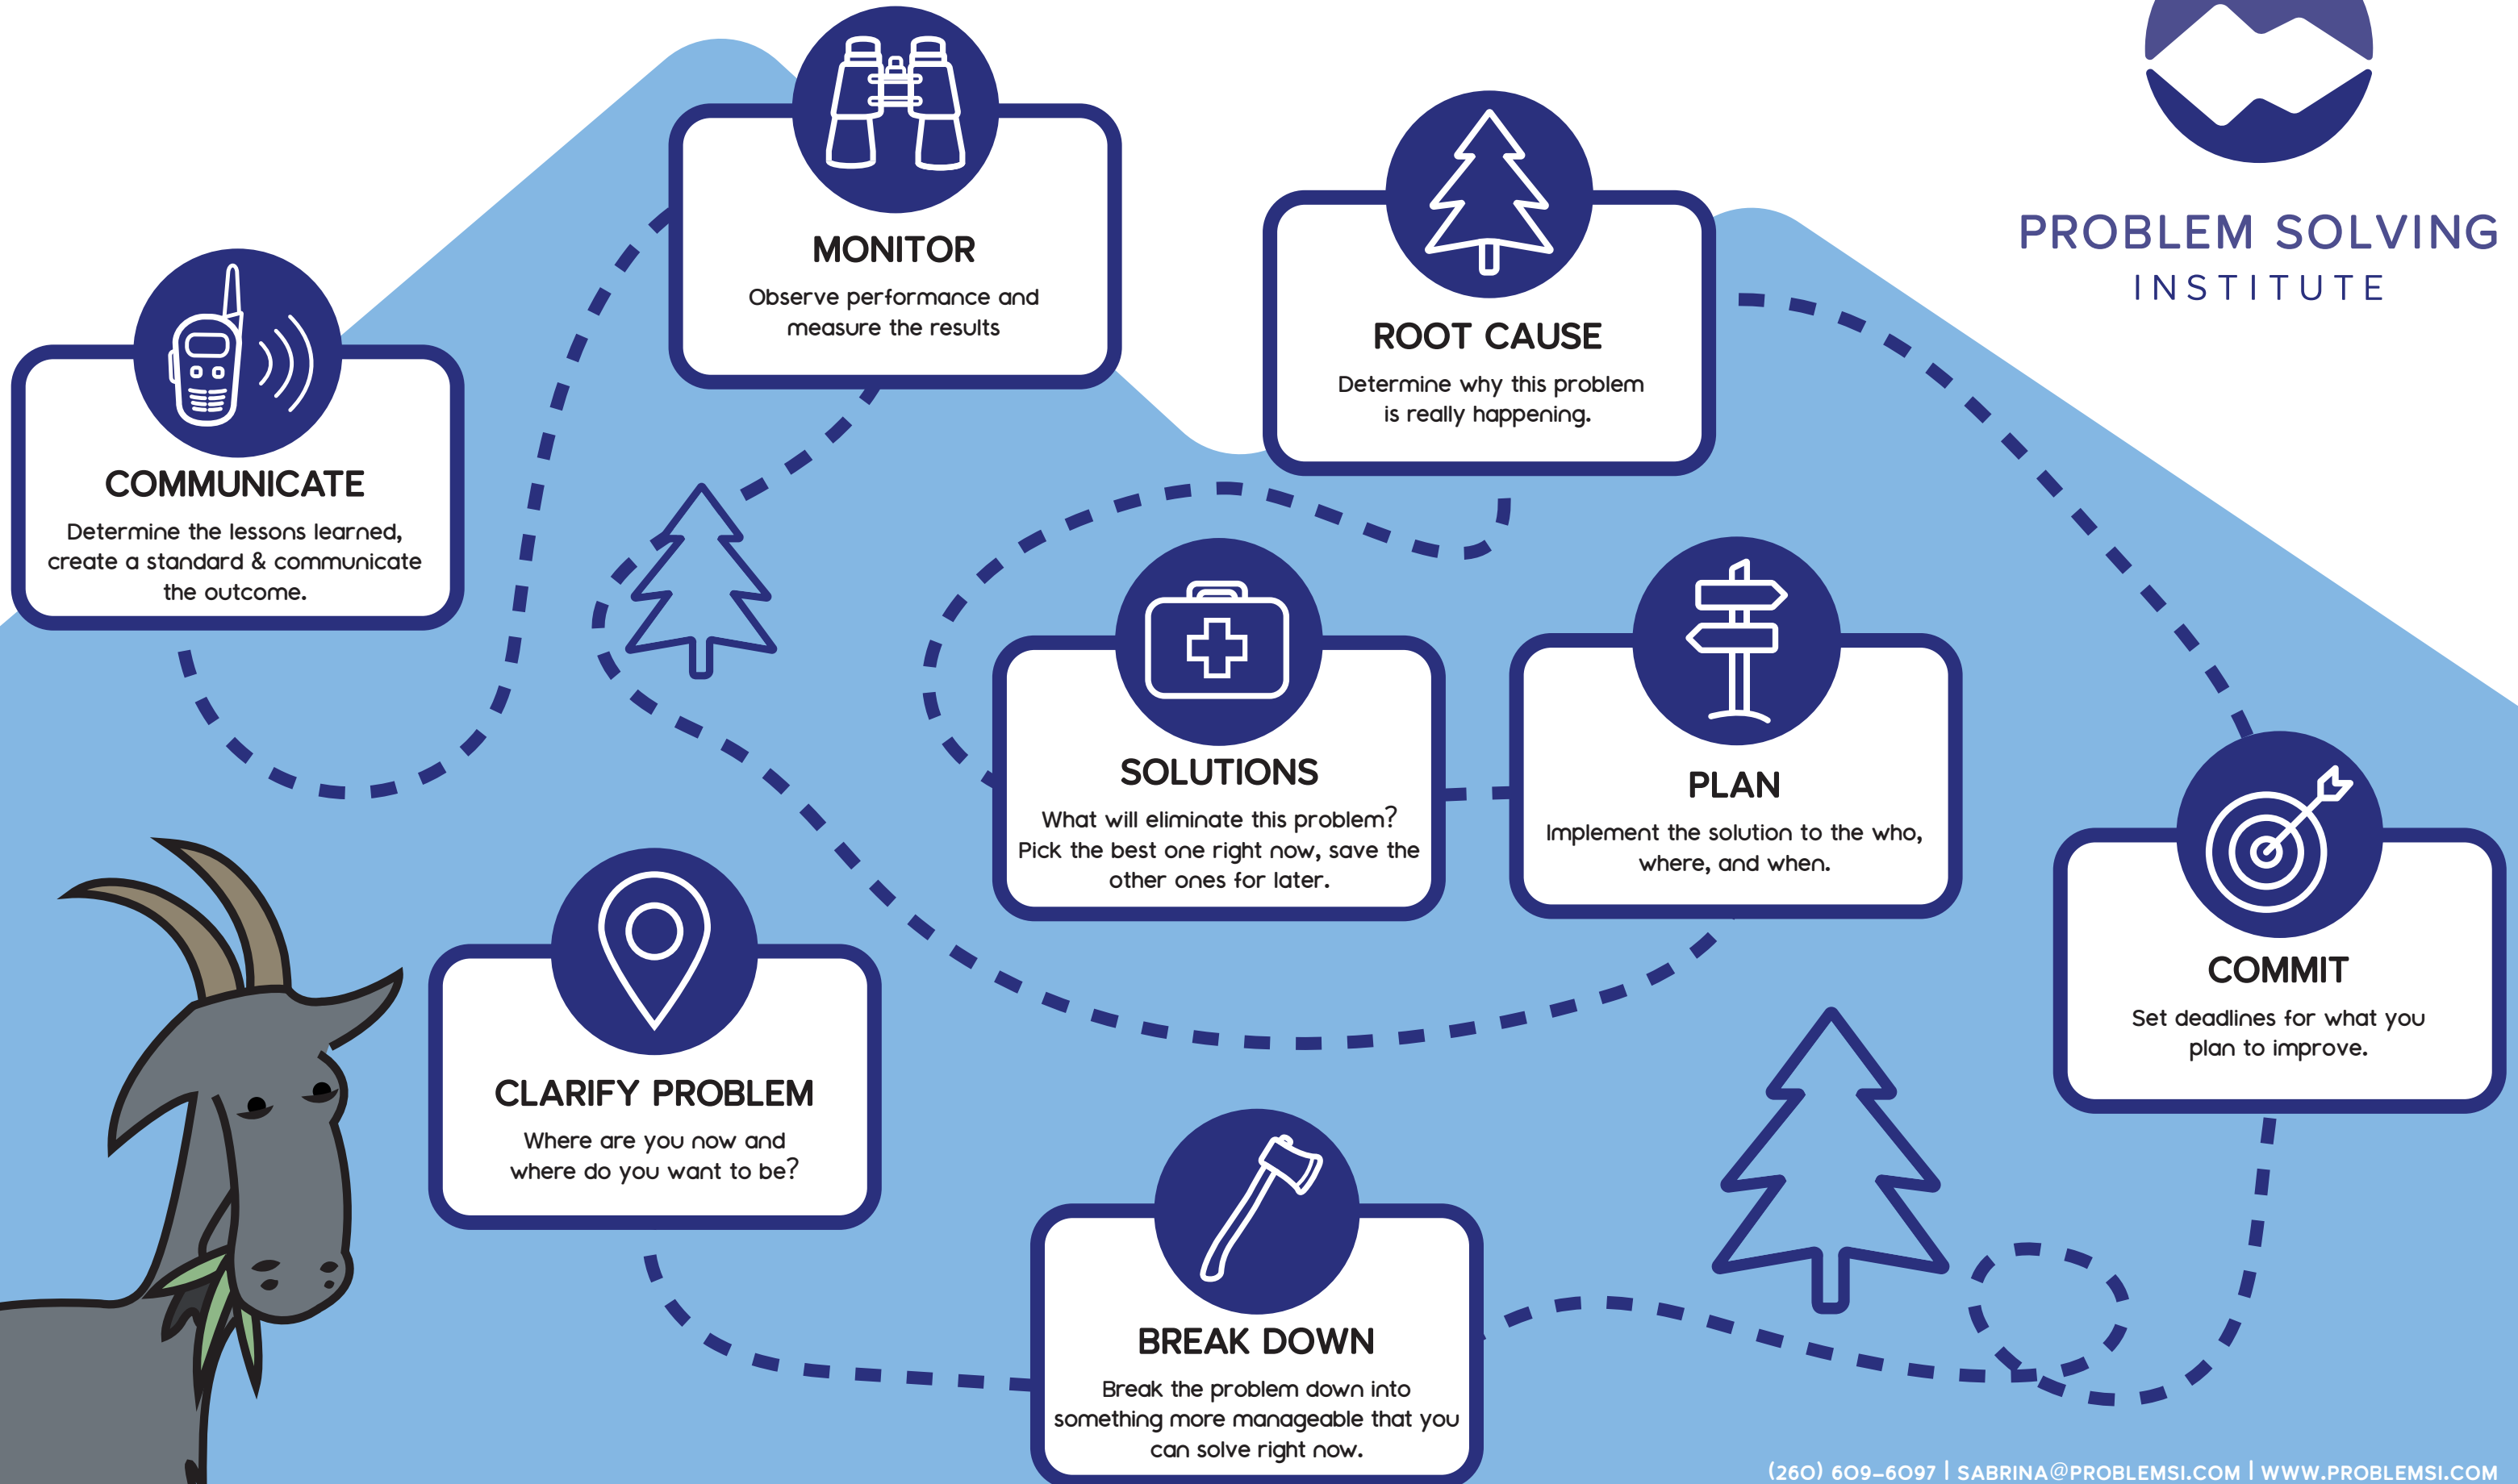 MONITOR
Observe performance and
measure the results
ROOT CAUSE
Determine why this problem
is really happening.
PROBLEM SOLVING
INSTITUTE
COMMUNICATE
Determine the lessons learned,
create a standard & communicate
the outcome.
SOLUTIONS
What will eliminate this problem?
Pick the best one right now, save the
other ones for later.
PLAN
Implement the solution to the who,
where, and when.
COMMIT
Set deadlines for what you
plan to improve.
CLARIFY PROBLEM
Where are you now and
where do you want to be?
BREAK DOWN
Break the problem down into
something more manageable that you
can solve right now.
(260) 609-6097 | SABRINA@PROBLEMSI.COM | WWW.PROBLEMSI.COM